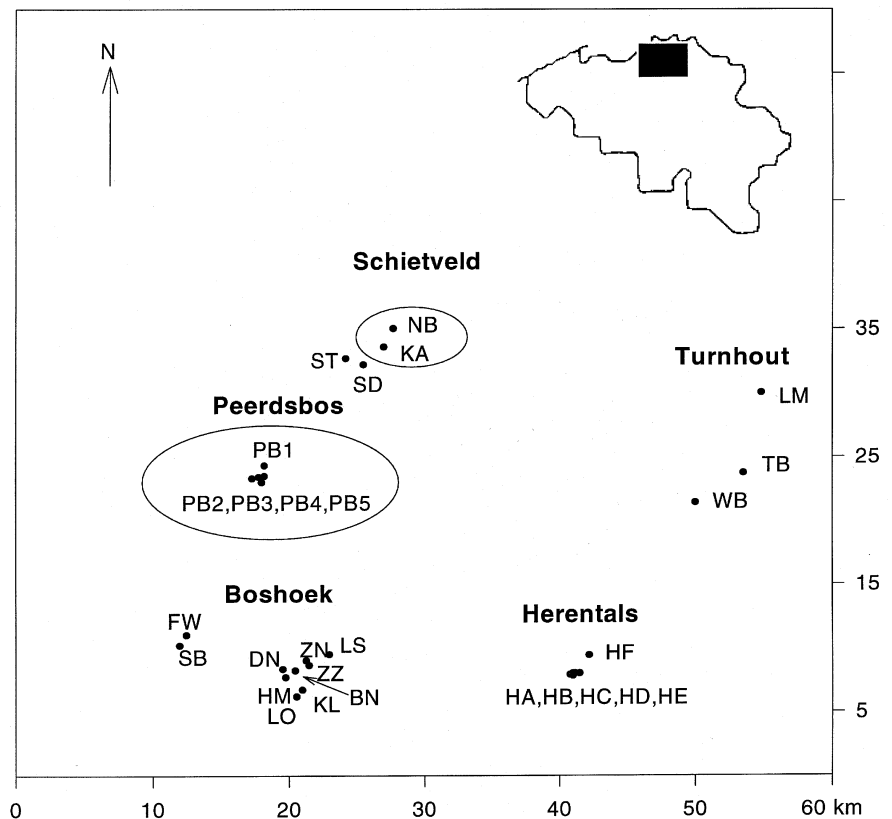 N
Schietveld
NB
35
KA
ST
Turnhout
SD
LM
Peerdsbos
PB1
25
TB
PB2,PB3,PB4,PB5
WB
15
Boshoek
Herentals
FW
ZN
LS
HF
SB
DN
ZZ
HM
KL
BN
HA,HB,HC,HD,HE
LO
5
0
10
20
30
40
50
60 km